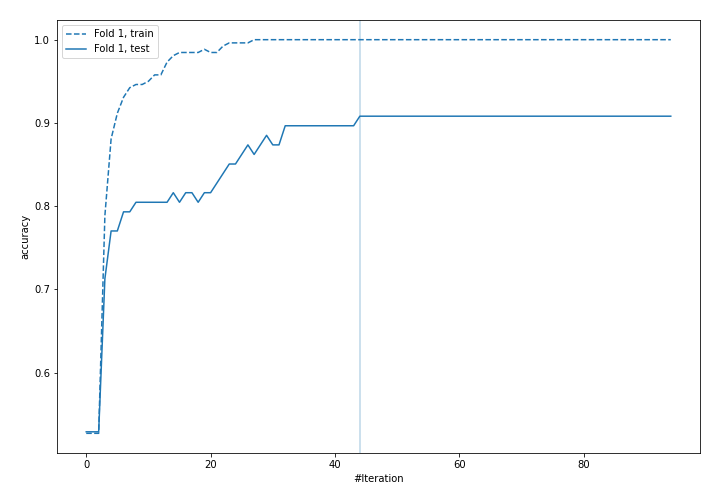 Fold 1, train
Fold 1, test
1.0
0.9
0.8
0.7
0.6
accuracy
0
20
40
60
80
#Iteration